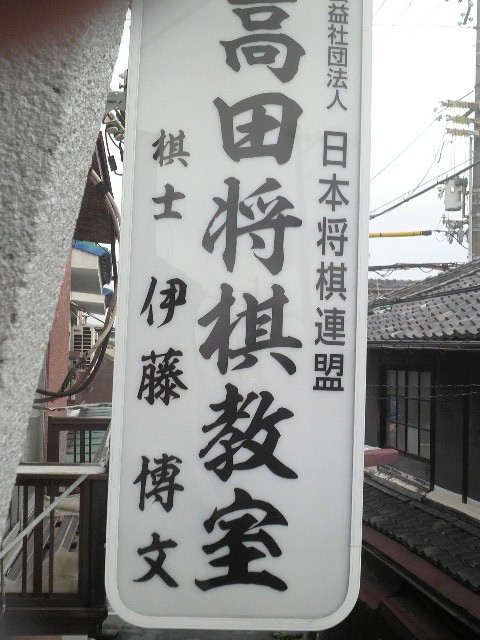 益社団法人 日本将棋連盟
高田将棋教室
棋士 伊藤 博文